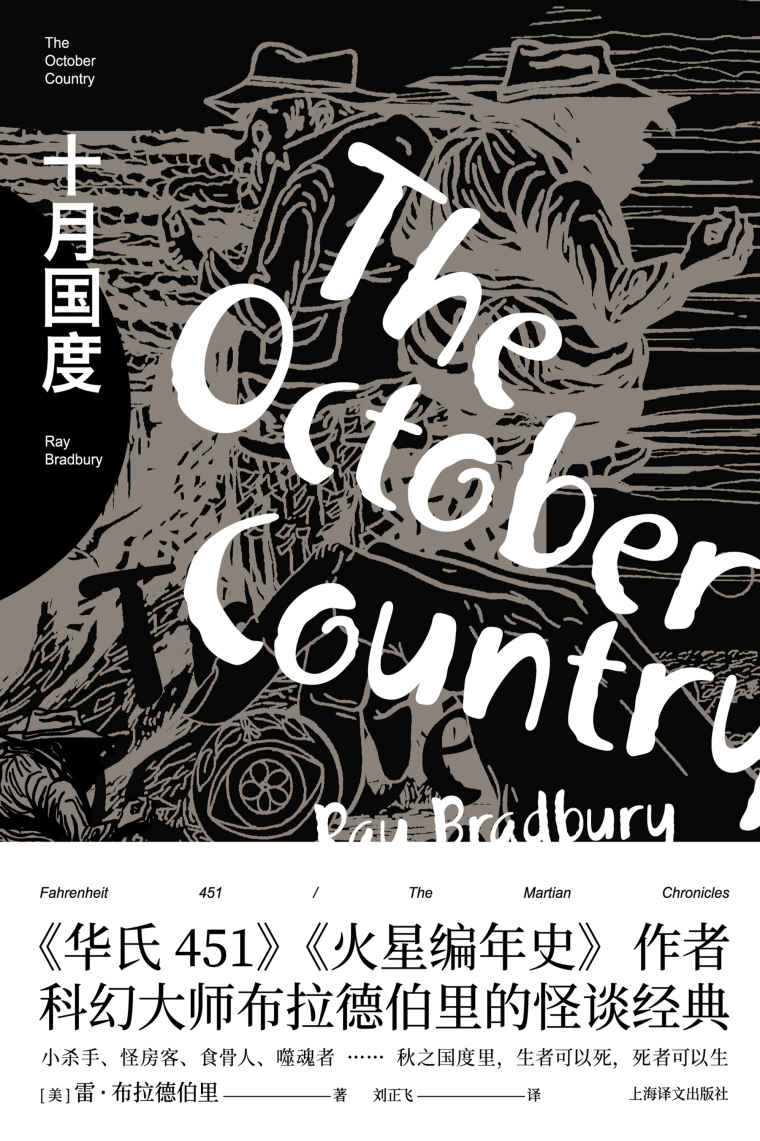 The
October
Country
十月国度
Ray
Bradbury
The
October
Country
Ray Bradbury
Fahrenheit 451 / The Martian Chronicles
《华氏451》《火星编年史》作者
科幻大师布拉德伯里的怪谈经典
小杀手、怪房客、食骨人、噬魂者 …… 秋之国度里，生者可以死，死者可以生
[美]雷·布拉德伯里 著 刘正飞 译 上海译文出版社